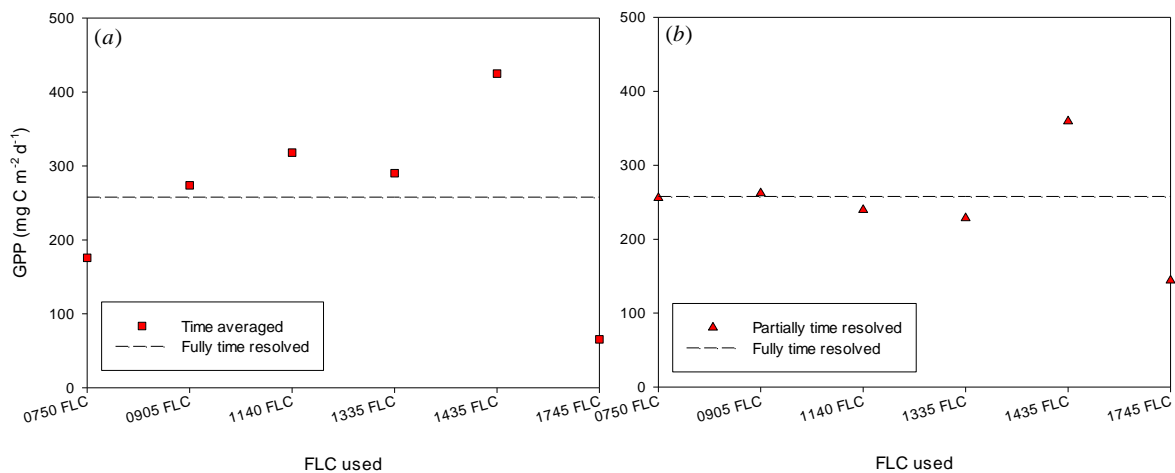 (a)
500
400
300
200
100
0
GPP (mg C m⁻² d⁻¹)
Time averaged
Fully time resolved
0750 FLC
0905 FLC
1140 FLC
1335 FLC
1435 FLC
1745 FLC
FLC used
(b)
500
400
300
200
100
0
Partially time resolved
Fully time resolved
0750 FLC
0905 FLC
1140 FLC
1335 FLC
1435 FLC
1745 FLC
FLC used